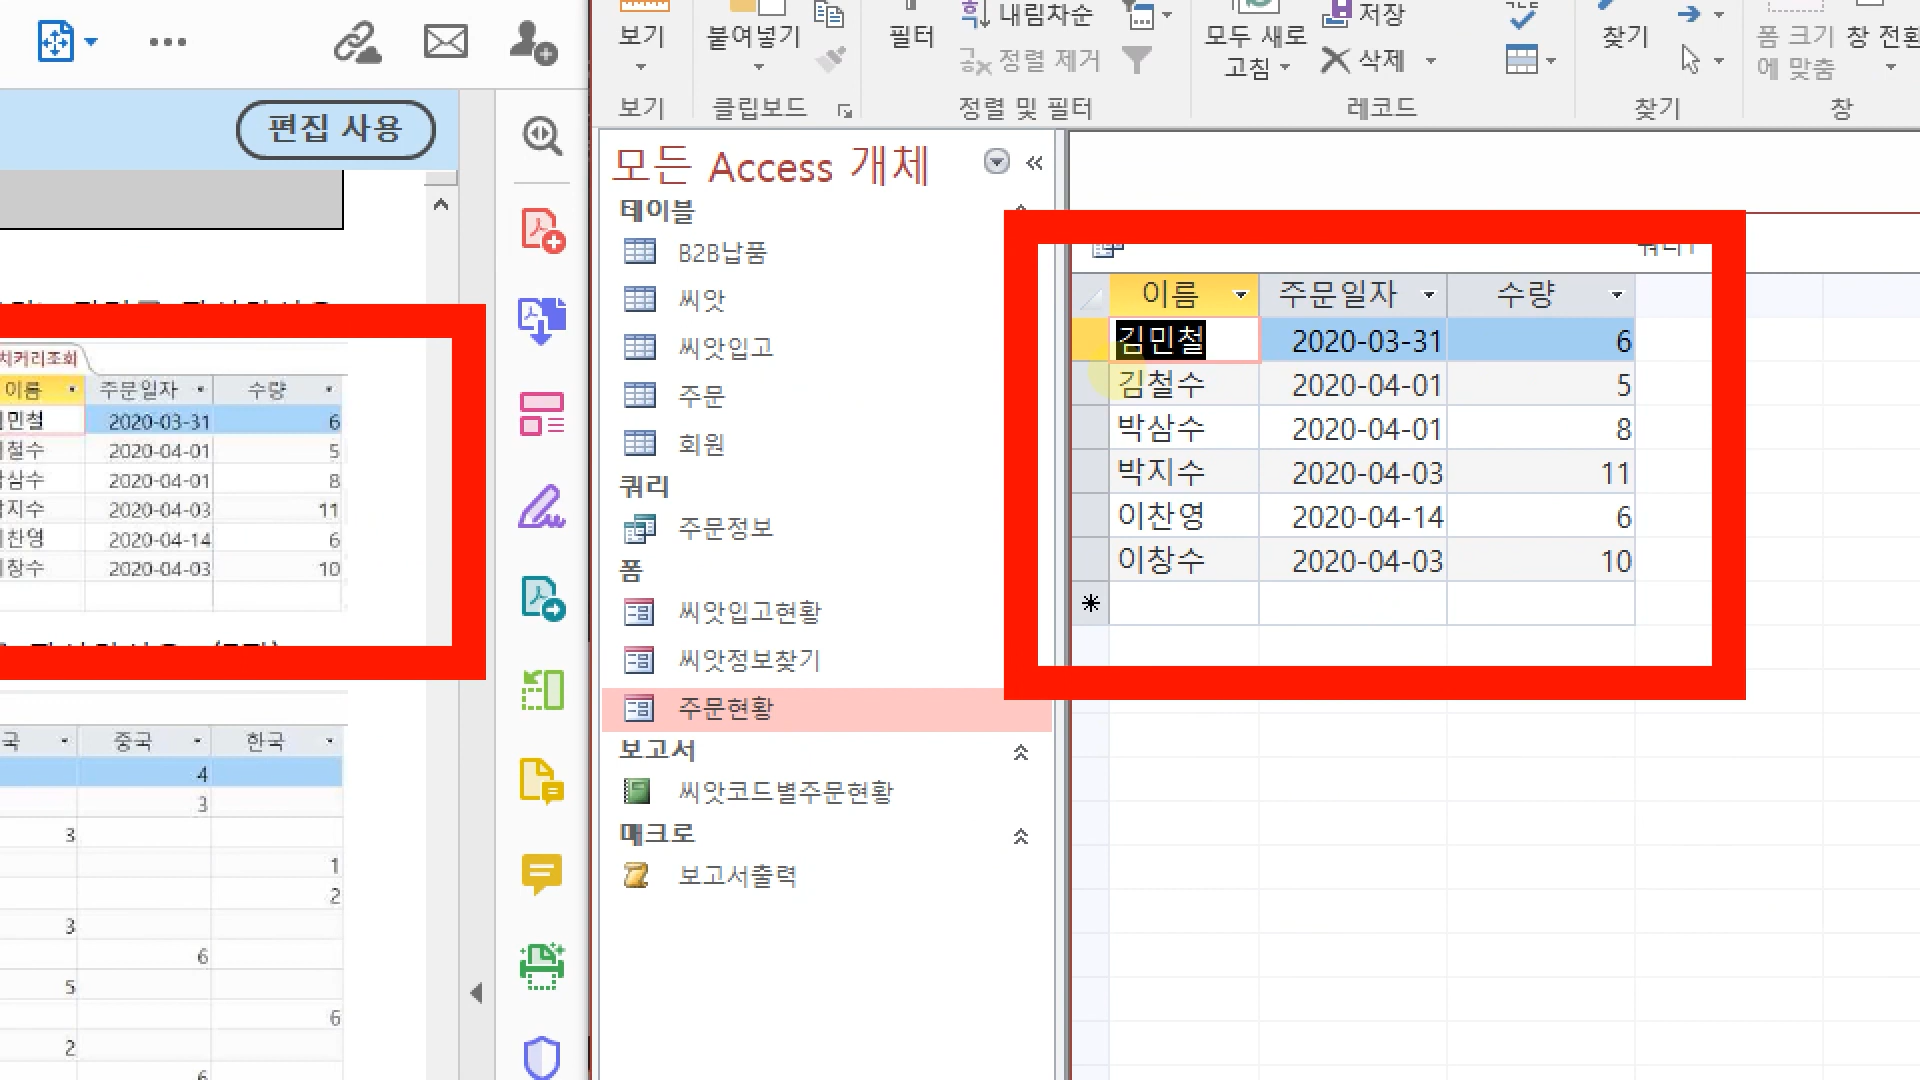 편집 사용
치커리조회
이름 주문일자 수량
민철 2020-03-31 6
철수 2020-04-01 5
삼수 2020-04-01 8
지수 2020-04-03 11
찬영 2020-04-14 6
창수 2020-04-03 10
국 중국 한국
4
3
3
1
2
3
6
5
6
2
6
보기 붙여넣기 필터 내림차순 정렬 제거 모두 새로 고침 저장 삭제 찾기 폼 크기에 맞춤 창 전환
보기 클립보드 정렬 및 필터 레코드 찾기 창
모든 Access 개체
테이블
B2B납품
씨앗
씨앗입고
주문
회원
쿼리
주문정보
폼
씨앗입고현황
씨앗정보찾기
주문현황
보고서
씨앗코드별주문현황
매크로
보고서출력
이름 주문일자 수량
김민철 2020-03-31 6
김철수 2020-04-01 5
박삼수 2020-04-01 8
박지수 2020-04-03 11
이찬영 2020-04-14 6
이창수 2020-04-03 10